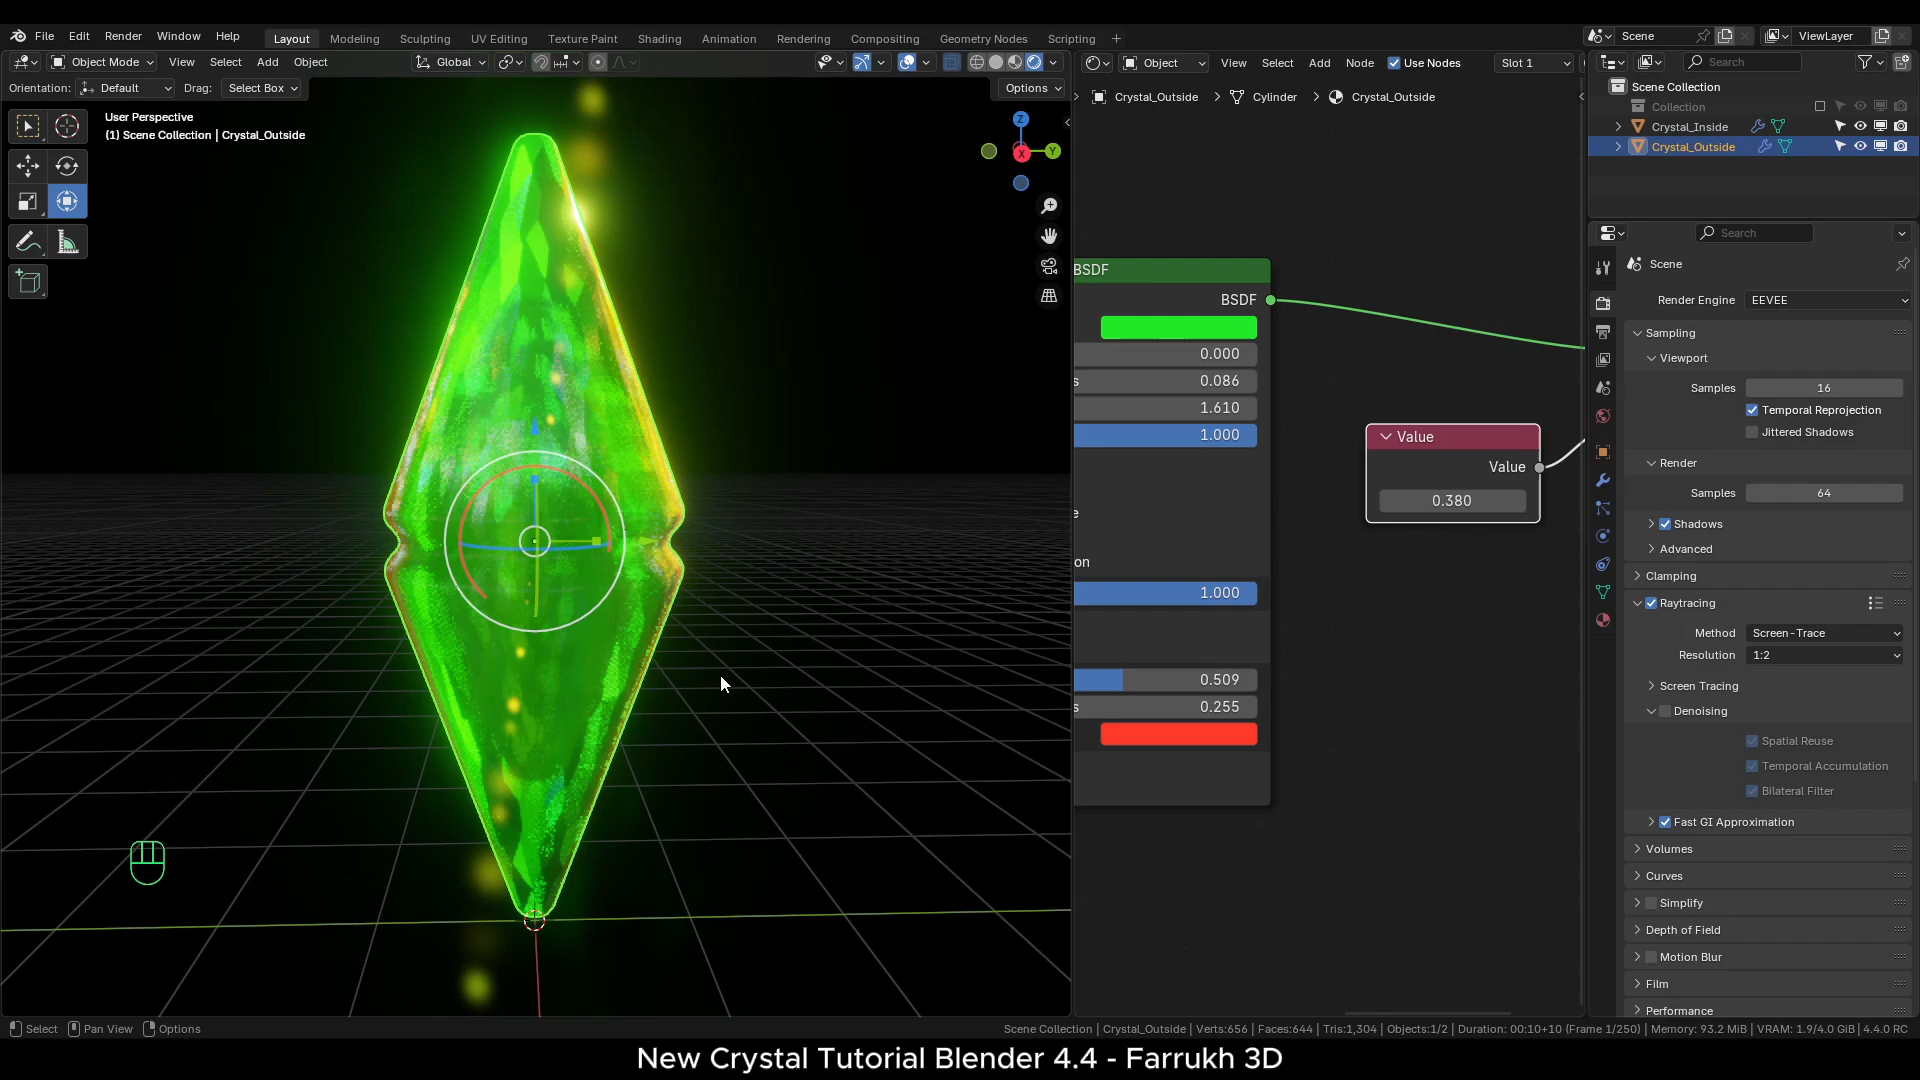 File Edit Render Window Help Layout Modeling Sculpting UV Editing Texture Paint Shading Animation Rendering Compositing Geometry Nodes Scripting + Scene ViewLayer
Object Mode View Select Add Object Global Object View Select Add Node Use Nodes Slot 1 Search
Orientation: Default Drag: Select Box Options
User Perspective
(1) Scene Collection | Crystal_Outside
Z
X
Y
Crystal_Outside > Cylinder > Crystal_Outside
BSDF
BSDF
0.000
s 0.086
1.610
1.000
e
on
1.000
0.509
s 0.255
Value
Value
0.380
Scene Collection
Collection
Crystal_Inside
Crystal_Outside
Search
Scene
Render Engine EEVEE
Sampling
Viewport
Samples 16
Temporal Reprojection
Jittered Shadows
Render
Samples 64
Shadows
Advanced
Clamping
Raytracing
Method Screen-Trace
Resolution 1:2
Screen Tracing
Denoising
Spatial Reuse
Temporal Accumulation
Bilateral Filter
Fast GI Approximation
Volumes
Curves
Simplify
Depth of Field
Motion Blur
Film
Performance
Select Pan View Options Scene Collection | Crystal_Outside | Verts:656 | Faces:644 | Tris:1,304 | Objects:1/2 | Duration: 00:10+10 (Frame 1/250) | Memory: 93.2 MiB | VRAM: 1.9/4.0 GiB | 4.4.0 RC
New Crystal Tutorial Blender 4.4 - Farrukh 3D